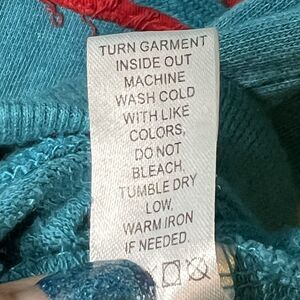 TURN GARMENT
INSIDE OUT
MACHINE
WASH COLD
WITH LIKE
COLORS,
DO NOT
BLEACH,
TUMBLE DRY
LOW,
WARM IRON
IF NEEDED.